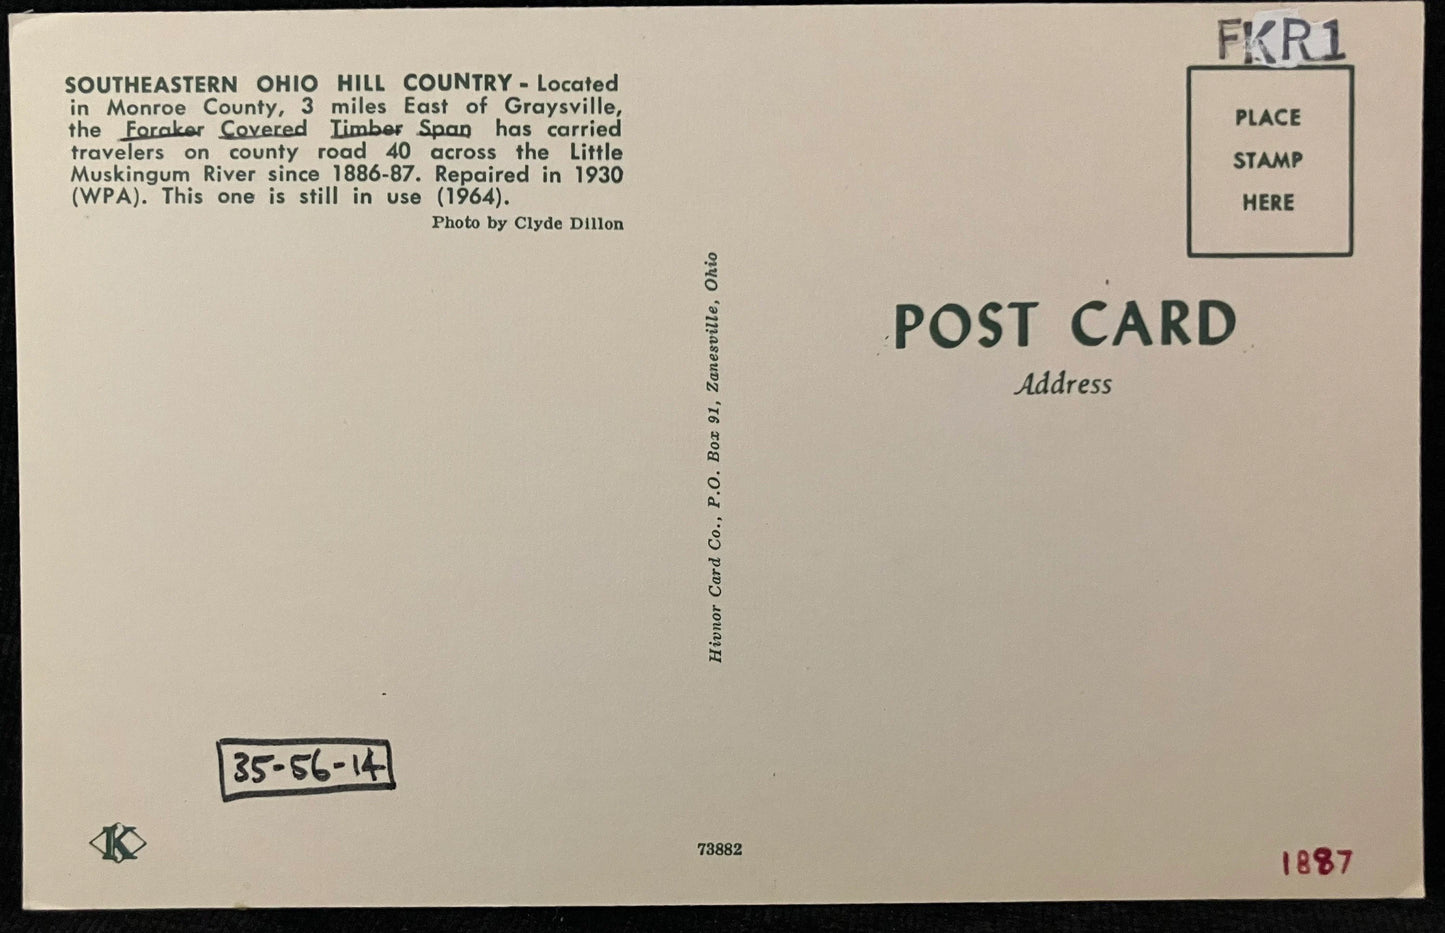 FKR1
SOUTHEASTERN OHIO HILL COUNTRY - Located
in Monroe County, 3 miles East of Graysville,
the Foraker Covered Timber Span has carried
travelers on county road 40 across the Little
Muskingum River since 1886-87. Repaired in 1930
(WPA). This one is still in use (1964).
Photo by Clyde Dillon
PLACE
STAMP
HERE
Hivnor Card Co., P.O. Box 91, Zanesville, Ohio
POST CARD
Address
35-56-14
K
73882
1887